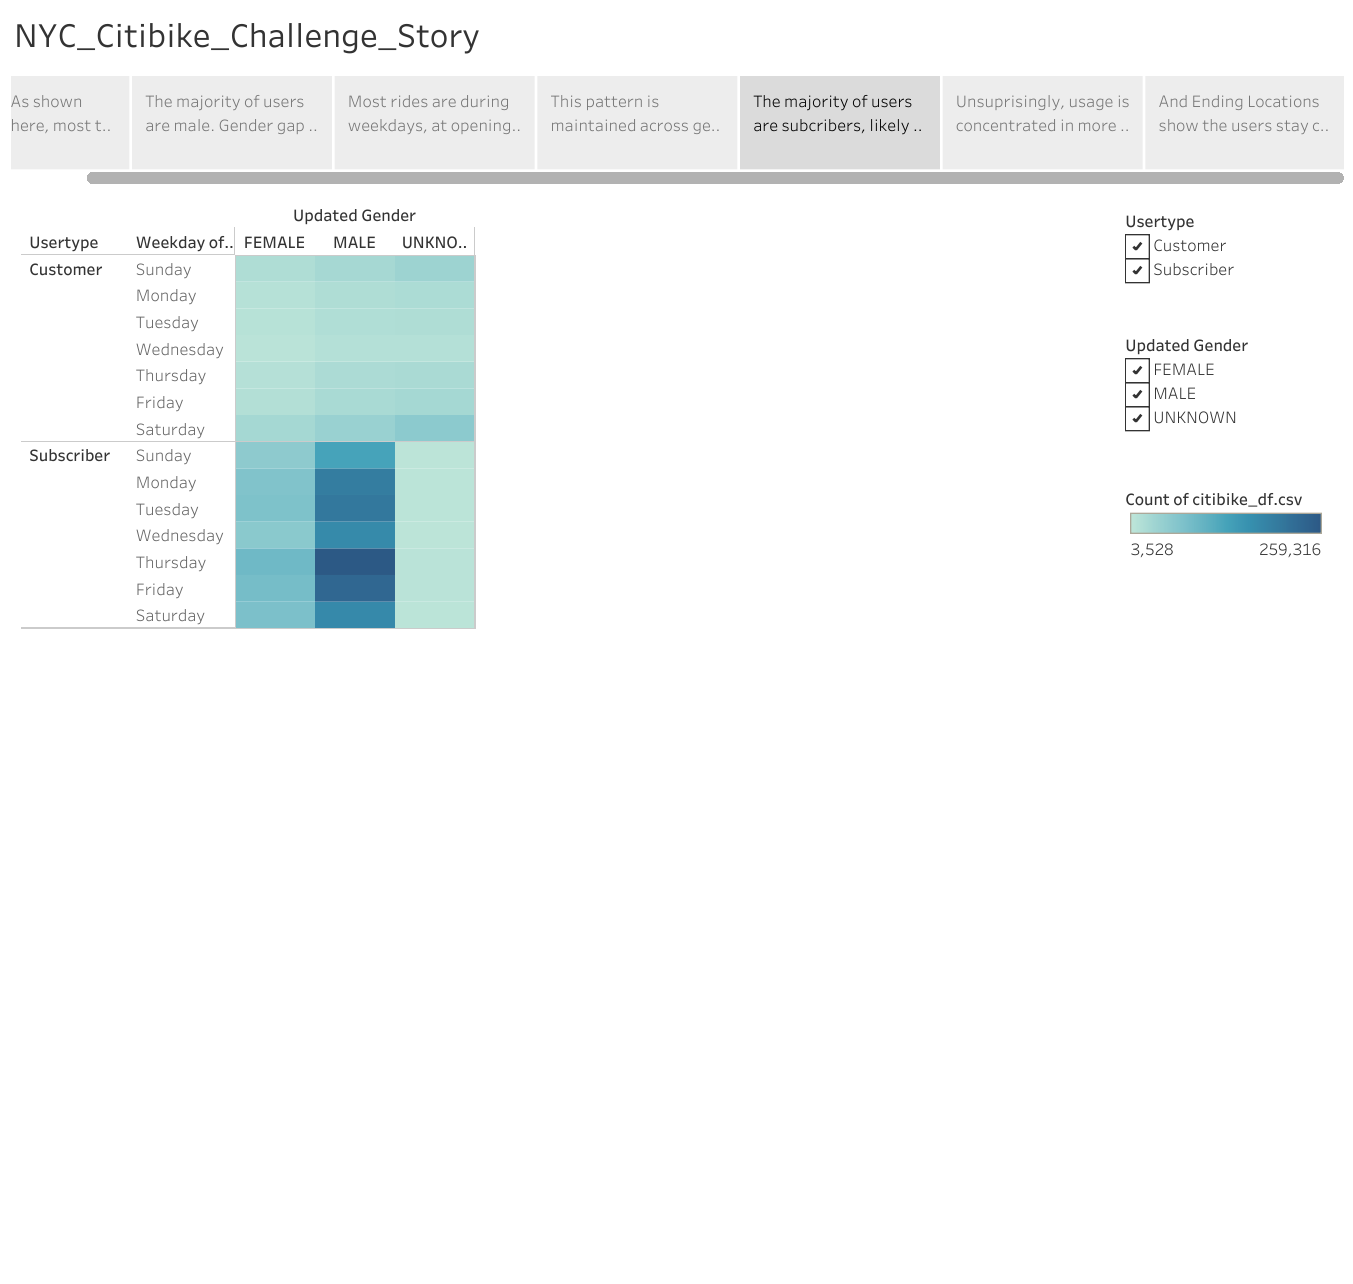 NYC_Citibike_Challenge_Story
As shown
here, most t..
The majority of users
are male. Gender gap ..
Most rides are during
weekdays, at opening..
This pattern is
maintained across ge..
The majority of users
are subcribers, likely ..
Unsuprisingly, usage is
concentrated in more ..
And Ending Locations
show the users stay c..
Updated Gender
Usertype Weekday of.. FEMALE MALE UNKNO..
Customer Sunday
Monday
Tuesday
Wednesday
Thursday
Friday
Saturday
Subscriber Sunday
Monday
Tuesday
Wednesday
Thursday
Friday
Saturday
Usertype
Customer
Subscriber
Updated Gender
FEMALE
MALE
UNKNOWN
Count of citibike_df.csv
3,528 259,316